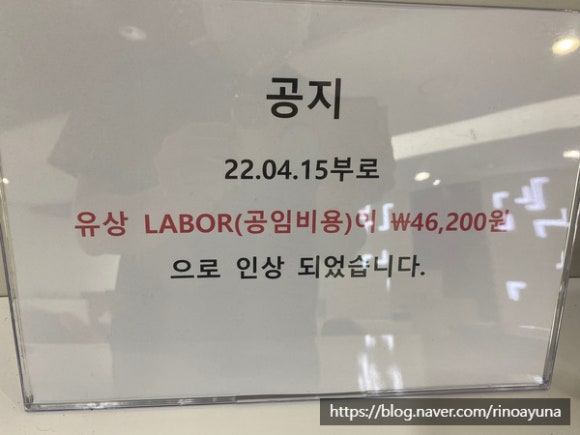 공지
22.04.15부로
유상 LABOR(공임비용)이 ₩46,200원
으로 인상 되었습니다.
https://blog.naver.com/rinoayuna